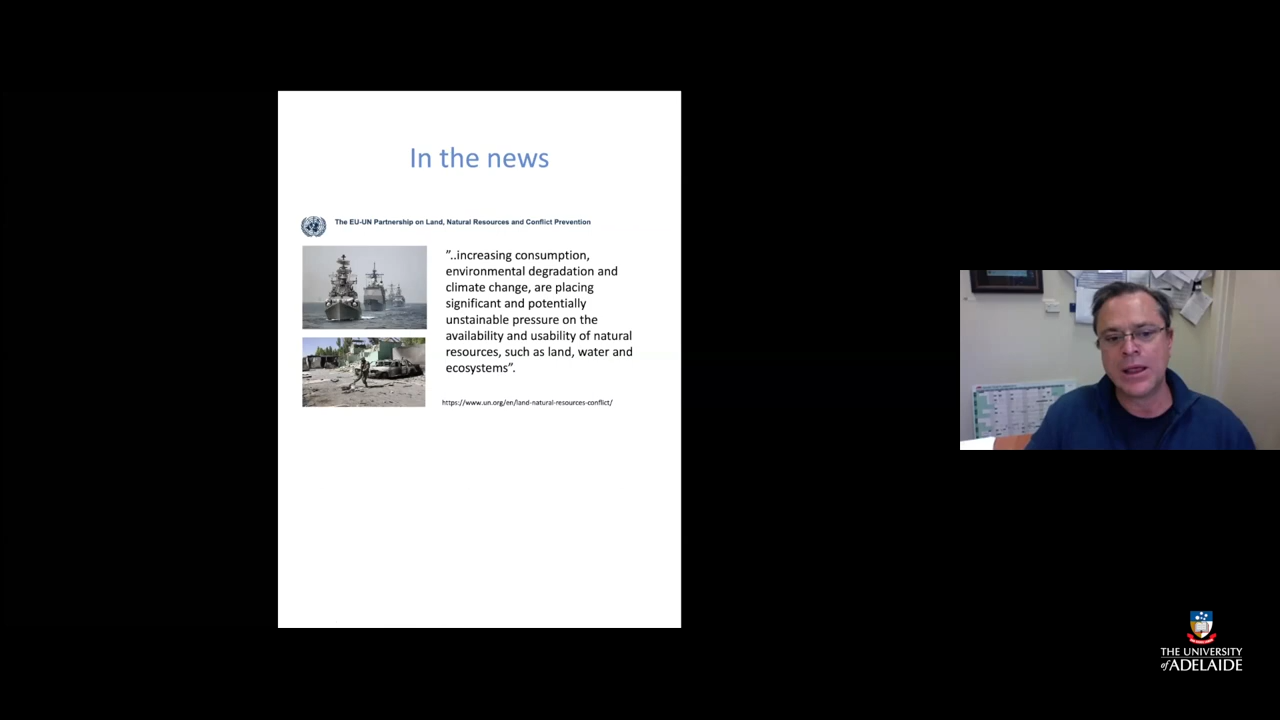 In the news
The EU-UN Partnership on Land, Natural Resources and Conflict Prevention
”..increasing consumption,
environmental degradation and
climate change, are placing
significant and potentially
unstainable pressure on the
availability and usability of natural
resources, such as land, water and
ecosystems”.
https://www.un.org/en/land-natural-resources-conflict/
THE UNIVERSITY
of ADELAIDE